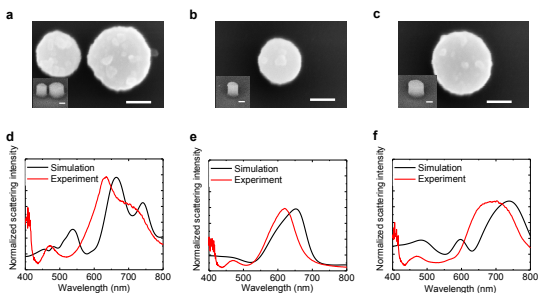 a
b
c
d
Normalized scattering intensity
Simulation
Experiment
400 500 600 700 800
Wavelength (nm)
e
Normalized scattering intensity
Simulation
Experiment
400 500 600 700 800
Wavelength (nm)
f
Normalized scattering intensity
Simulation
Experiment
400 500 600 700 800
Wavelength (nm)